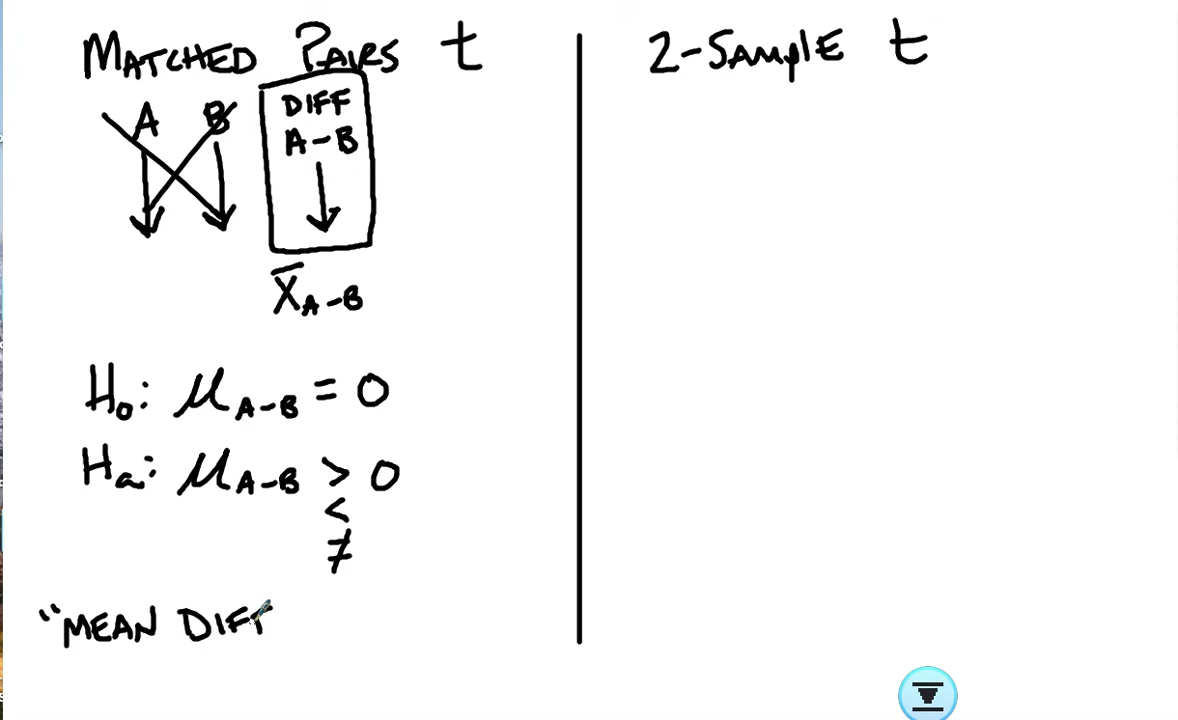 MATCHED PAIRS t
A B DIFF
A-B
X̄A-B
H₀: μA-B = 0
Hₐ: μA-B > 0
<
≠
"MEAN DIFF
2-SAMPLE t